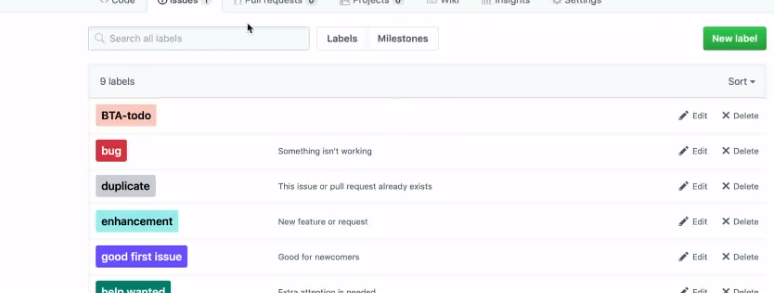 Code Issues 1 Pull requests 0 Projects 0 Wiki Insights Settings
Search all labels Labels Milestones New label
9 labels Sort
BTA-todo Edit Delete
bug Something isn't working Edit Delete
duplicate This issue or pull request already exists Edit Delete
enhancement New feature or request Edit Delete
good first issue Good for newcomers Edit Delete
help wanted Extra attention is needed Edit Delete